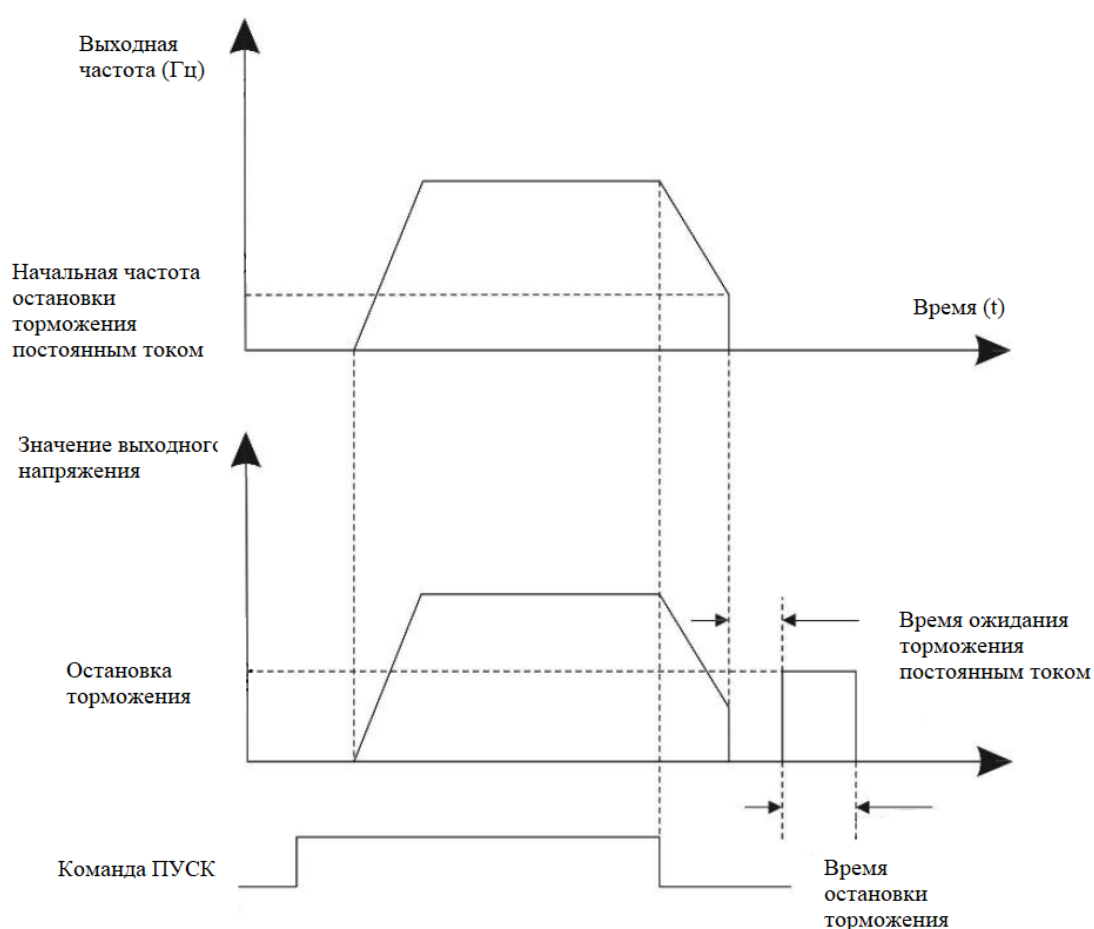 Выходная
частота (Гц)
Начальная частота
остановки
торможения
постоянным током
Время (t)
Значение выходного
напряжения
Время ожидания
торможения
постоянным током
Остановка
торможения
Команда ПУСК
Время
остановки
торможения